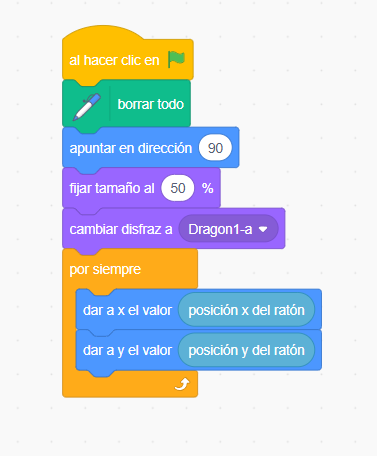 al hacer clic en
borrar todo
apuntar en dirección 90
fijar tamaño al 50 %
cambiar disfraz a Dragon1-a
por siempre
dar a x el valor posición x del ratón
dar a y el valor posición y del ratón